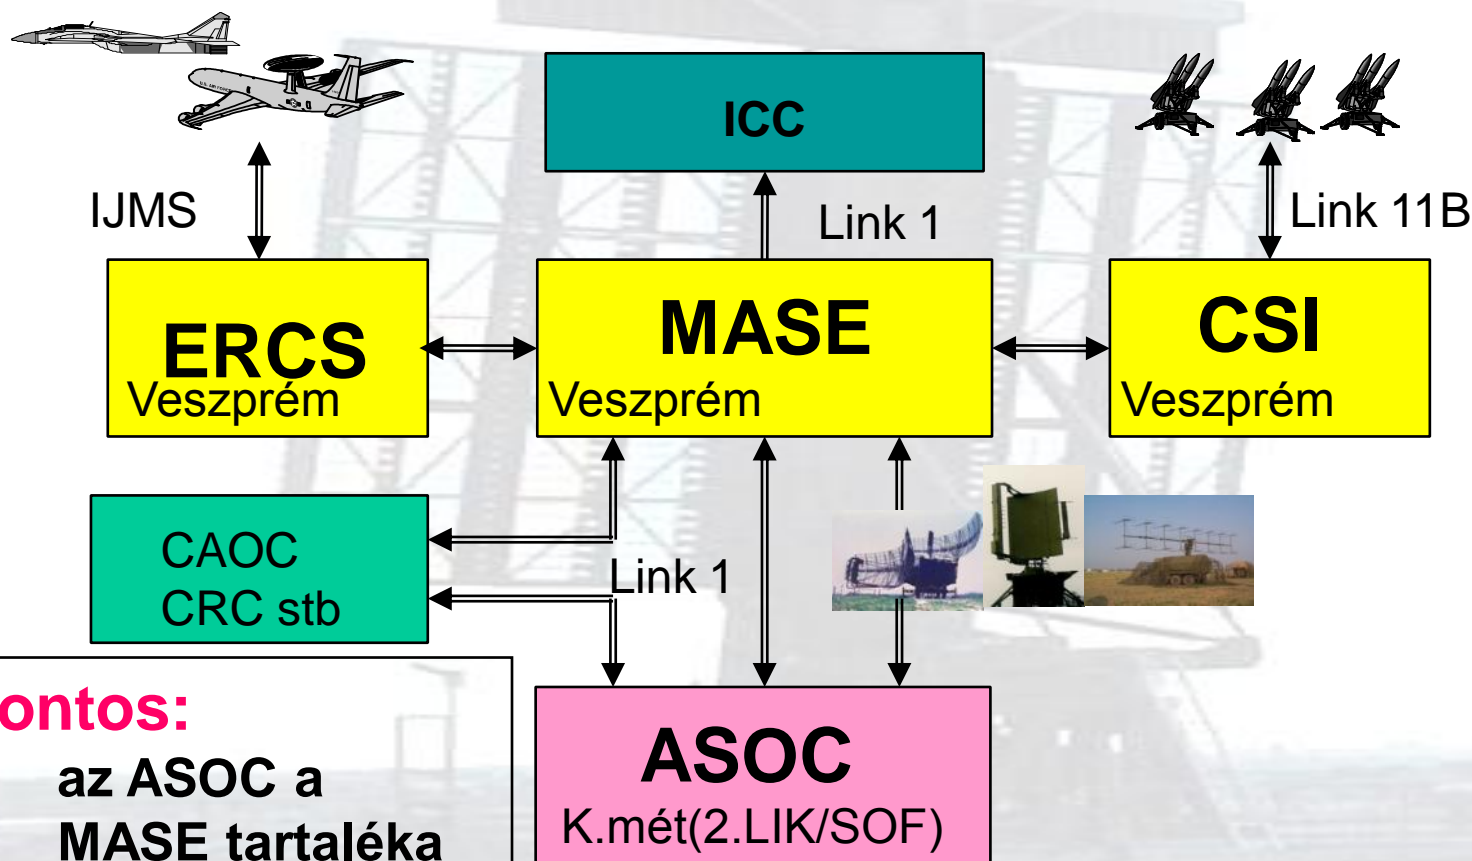 ICC
IJMS
Link 1
Link 11B
ERCS
Veszprém
MASE
Veszprém
CSI
Veszprém
CAOC
CRC stb
Link 1
ontos:
az ASOC a
MASE tartaléka
ASOC
K.mét(2.LIK/SOF)